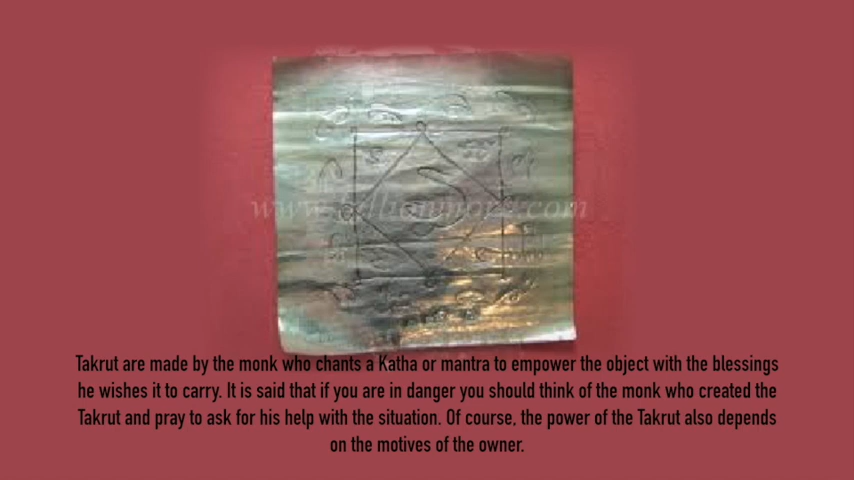 Takrut are made by the monk who chants a Katha or mantra to empower the object with the blessings
he wishes it to carry. It is said that if you are in danger you should think of the monk who created the
Takrut and pray to ask for his help with the situation. Of course, the power of the Takrut also depends
on the motives of the owner.